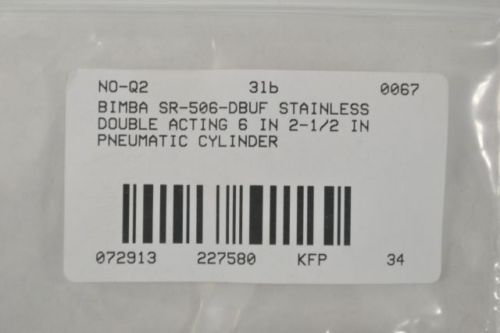 NO-Q2 31b 0067
BIMBA SR-506-DBUF STAINLESS
DOUBLE ACTING 6 IN 2-1/2 IN
PNEUMATIC CYLINDER
072913 227580 KFP 34